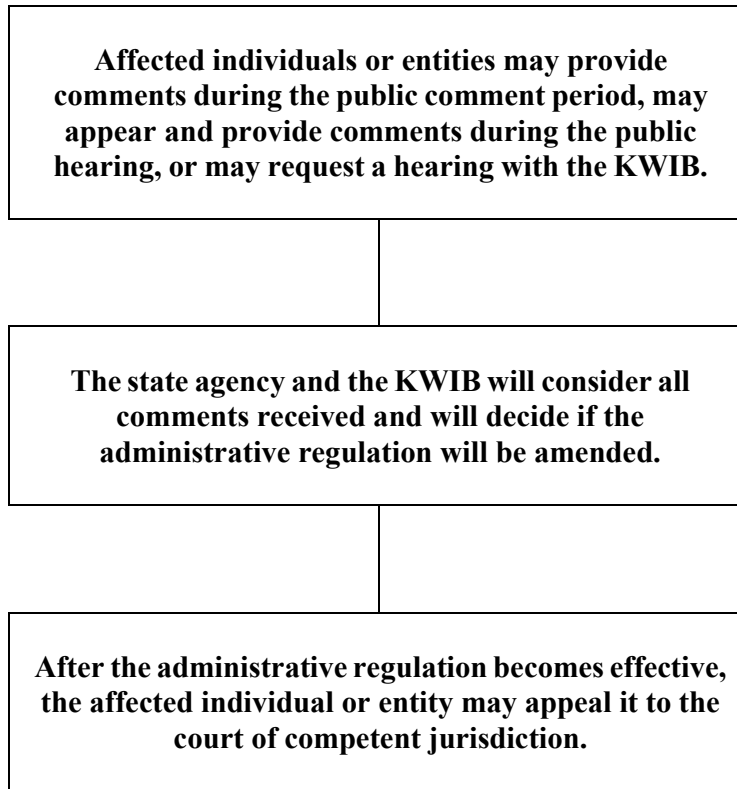 Affected individuals or entities may provide
comments during the public comment period, may
appear and provide comments during the public
hearing, or may request a hearing with the KWIB.
The state agency and the KWIB will consider all
comments received and will decide if the
administrative regulation will be amended.
After the administrative regulation becomes effective,
the affected individual or entity may appeal it to the
court of competent jurisdiction.